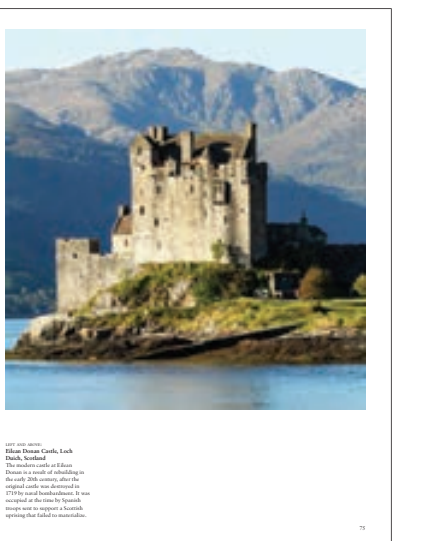 LEFT AND ABOVE:
Eilean Donan Castle, Loch
Duich, Scotland
The modern castle at Eilean
Donan is a result of rebuilding in
the early 20th century, after the
original castle was destroyed in
1719 by naval bombardment. It was
occupied at the time by Spanish
troops sent to support a Scottish
uprising that failed to materialize.
75